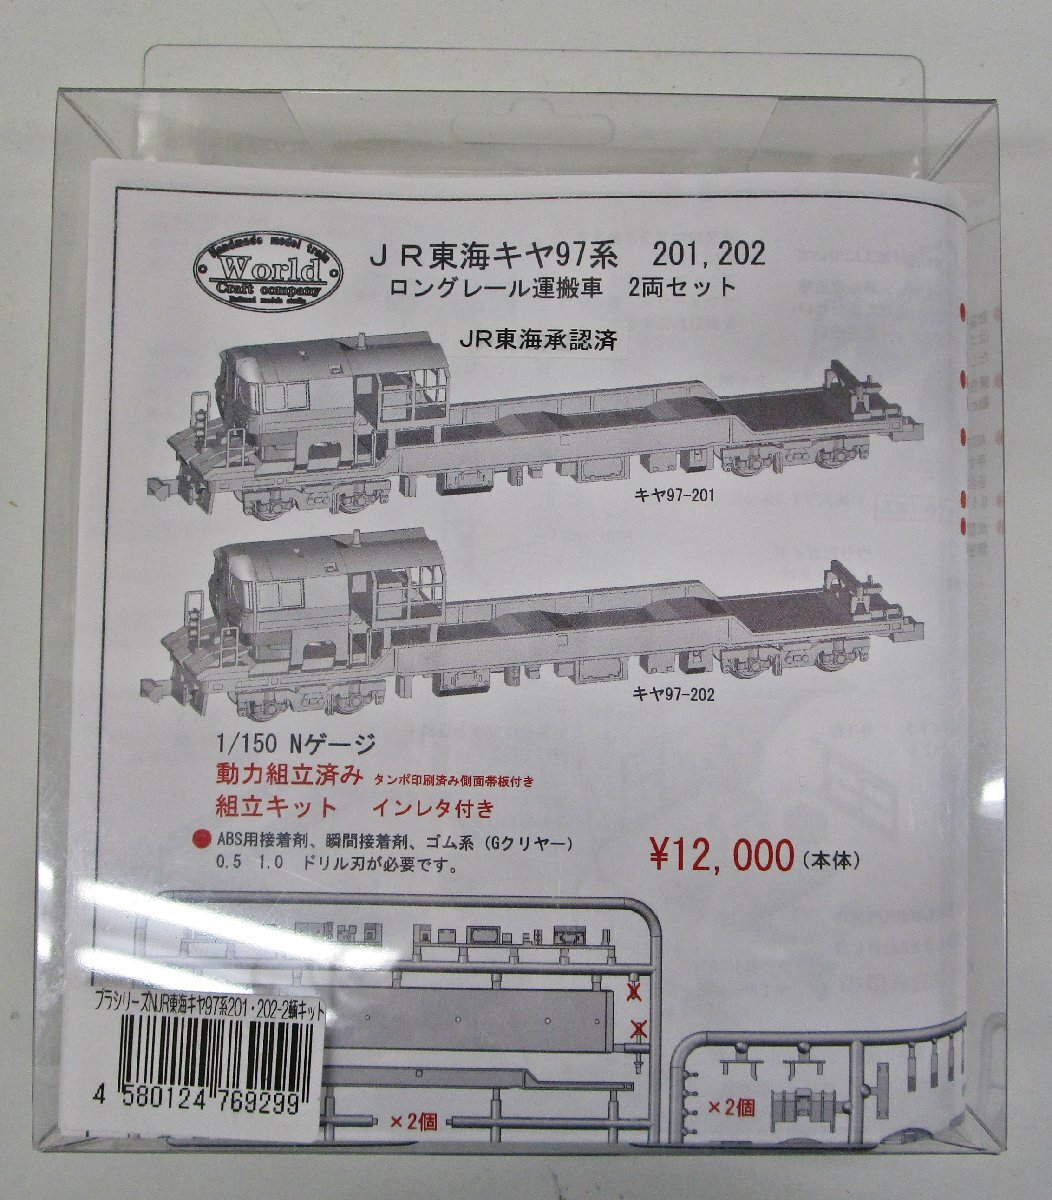 Handmade model train
World
Craft company
ＪＲ東海キヤ97系　201,202
ロングレール運搬車　2両セット
JR東海承認済
キヤ97-201
キヤ97-202
1/150 Nゲージ
動力組立済み タンポ印刷済み側面帯板付き
組立キット　インレタ付き
●ABS用接着剤、瞬間接着剤、ゴム系（Gクリヤー）
0.5　1.0　ドリル刃が必要です。
¥12,000（本体）
プラシリーズNJR東海キヤ97系201・202-2輌キット
4 580124 769299
×2個
×2個